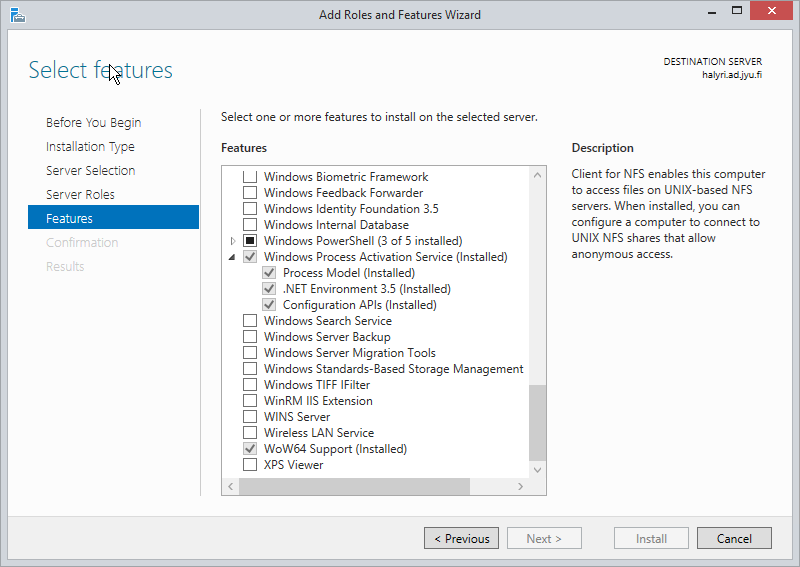 Add Roles and Features Wizard
Select features
DESTINATION SERVER
halyri.ad.jyu.fi
Before You Begin
Installation Type
Server Selection
Server Roles
Features
Confirmation
Results
Select one or more features to install on the selected server.
Features
Windows Biometric Framework
Windows Feedback Forwarder
Windows Identity Foundation 3.5
Windows Internal Database
Windows PowerShell (3 of 5 installed)
Windows Process Activation Service (Installed)
Process Model (Installed)
.NET Environment 3.5 (Installed)
Configuration APIs (Installed)
Windows Search Service
Windows Server Backup
Windows Server Migration Tools
Windows Standards-Based Storage Management
Windows TIFF IFilter
WinRM IIS Extension
WINS Server
Wireless LAN Service
WoW64 Support (Installed)
XPS Viewer
Description
Client for NFS enables this computer
to access files on UNIX-based NFS
servers. When installed, you can
configure a computer to connect to
UNIX NFS shares that allow
anonymous access.
< Previous
Next >
Install
Cancel